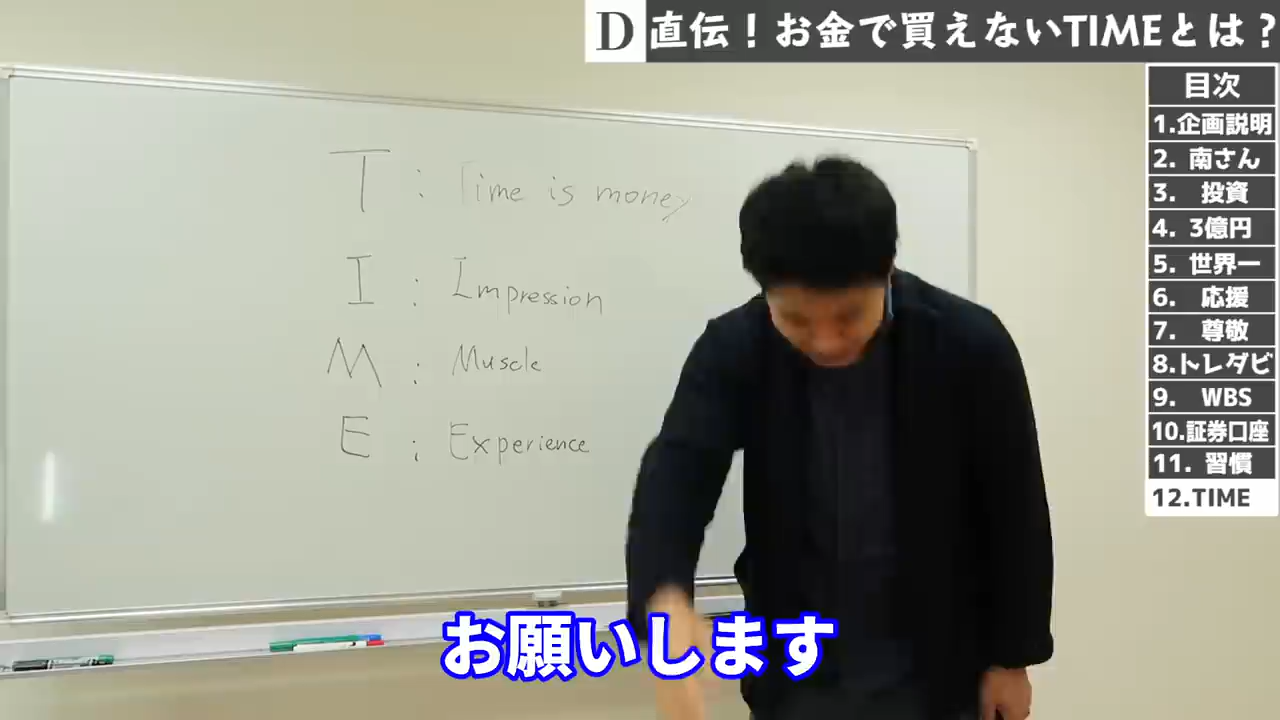 D 直伝！お金で買えないTIMEとは？
目次
1.企画説明
2. 南さん
3. 投資
4. 3億円
5. 世界一
6. 応援
7. 尊敬
8.トレダビ
9. WBS
10.証券口座
11. 習慣
12.TIME
T : Time is money
I : Impression
M : Muscle
E : Experience
お願いします